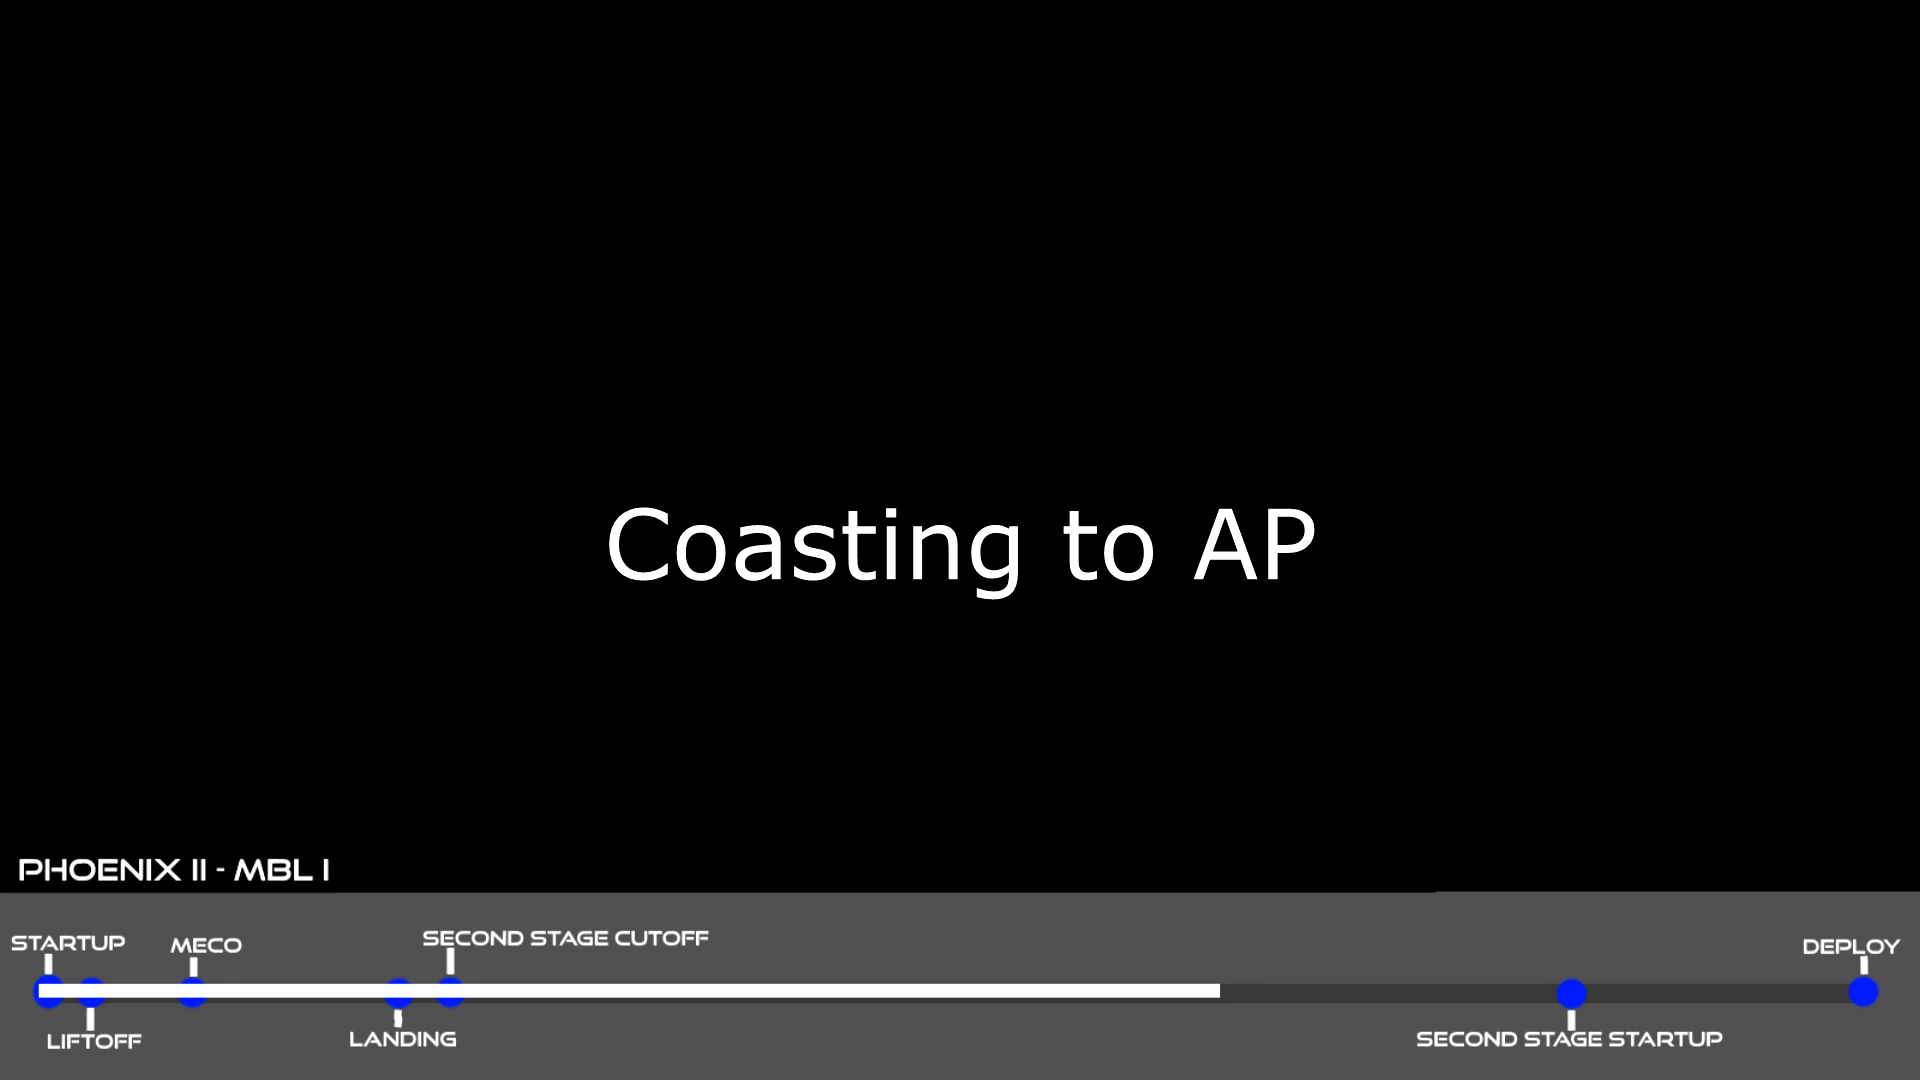 Coasting to AP
PHOENIX II - MBL I
STARTUP
MECO
SECOND STAGE CUTOFF
DEPLOY
LIFTOFF
LANDING
SECOND STAGE STARTUP